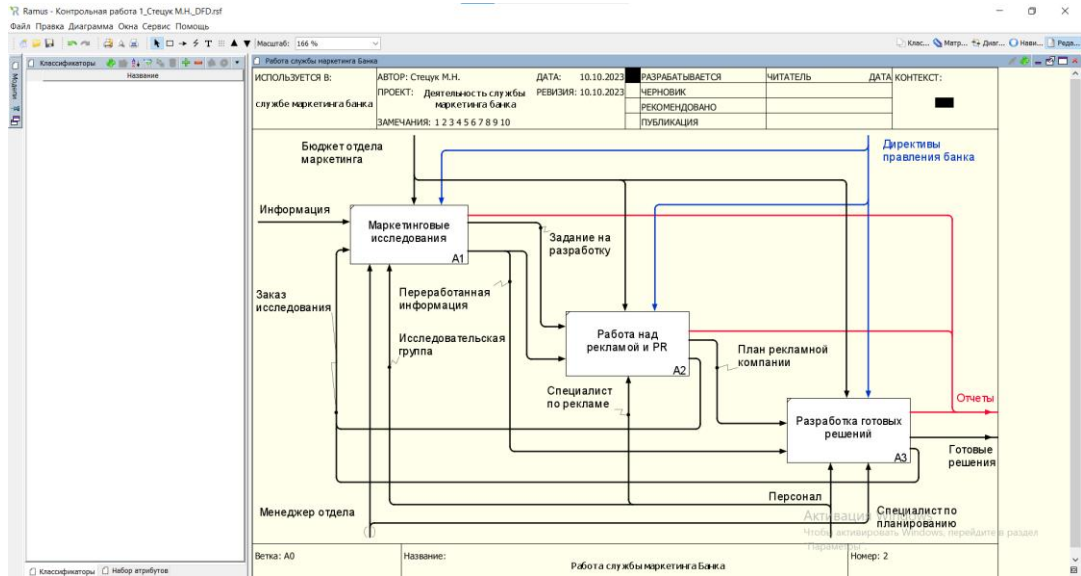 Ramus - Контрольная работа 1_Стецук М.Н._DFD.rsf
Файл Правка Диаграмма Окна Сервис Помощь
Масштаб: 166 %
Клас... Матр... Диаг... Нави... Реда...
Модели
Классификаторы
Название
Работа службы маркетинга Банка
ИСПОЛЬЗУЕТСЯ В:
службе маркетинга банка
АВТОР: Стецук М.Н.
ДАТА: 10.10.2023
ПРОЕКТ: Деятельность службы
маркетинга банка
РЕВИЗИЯ: 10.10.2023
ЗАМЕЧАНИЯ: 1 2 3 4 5 6 7 8 9 10
РАЗРАБАТЫВАЕТСЯ
ЧЕРНОВИК
РЕКОМЕНДОВАНО
ПУБЛИКАЦИЯ
ЧИТАТЕЛЬ
ДАТА
КОНТЕКСТ:
Бюджет отдела
маркетинга
Директивы
правления банка
Информация
Маркетинговые
исследования
A1
Задание на
разработку
Заказ
исследования
Переработанная
информация
Исследовательская
группа
Работа над
рекламой и PR
A2
План рекламной
компании
Специалист
по рекламе
Отчеты
Разработка готовых
решений
A3
Готовые
решения
Персонал
Менеджер отдела
Специалист по
планированию
Активация Windows
Чтобы активировать Windows, перейдите в раздел
Параметры
Ветка: A0
Название:
Работа службы маркетинга Банка
Номер: 2
Классификаторы
Набор атрибутов